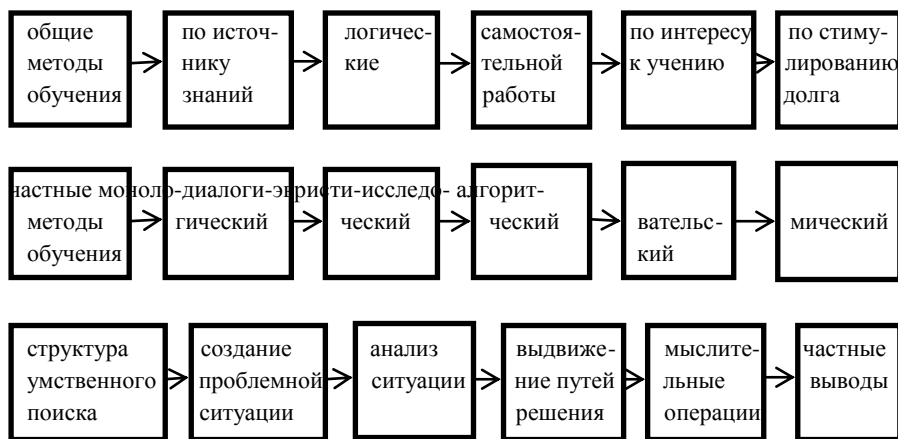 общие
методы
обучения
по источ-
нику
знаний
логичес-
кие
самостоя-
тельной
работы
по интересу
к учению
по стиму-
лированию
долга
частные моноло-диалоги-эвристи-исследо- алгорит-
методы
обучения
гический
ческий
ческий
вательс-
кий
мический
структура
умственного
поиска
создание
проблемной
ситуации
анализ
ситуации
выдвиже-
ние путей
решения
мыслите-
льные
операции
частные
выводы